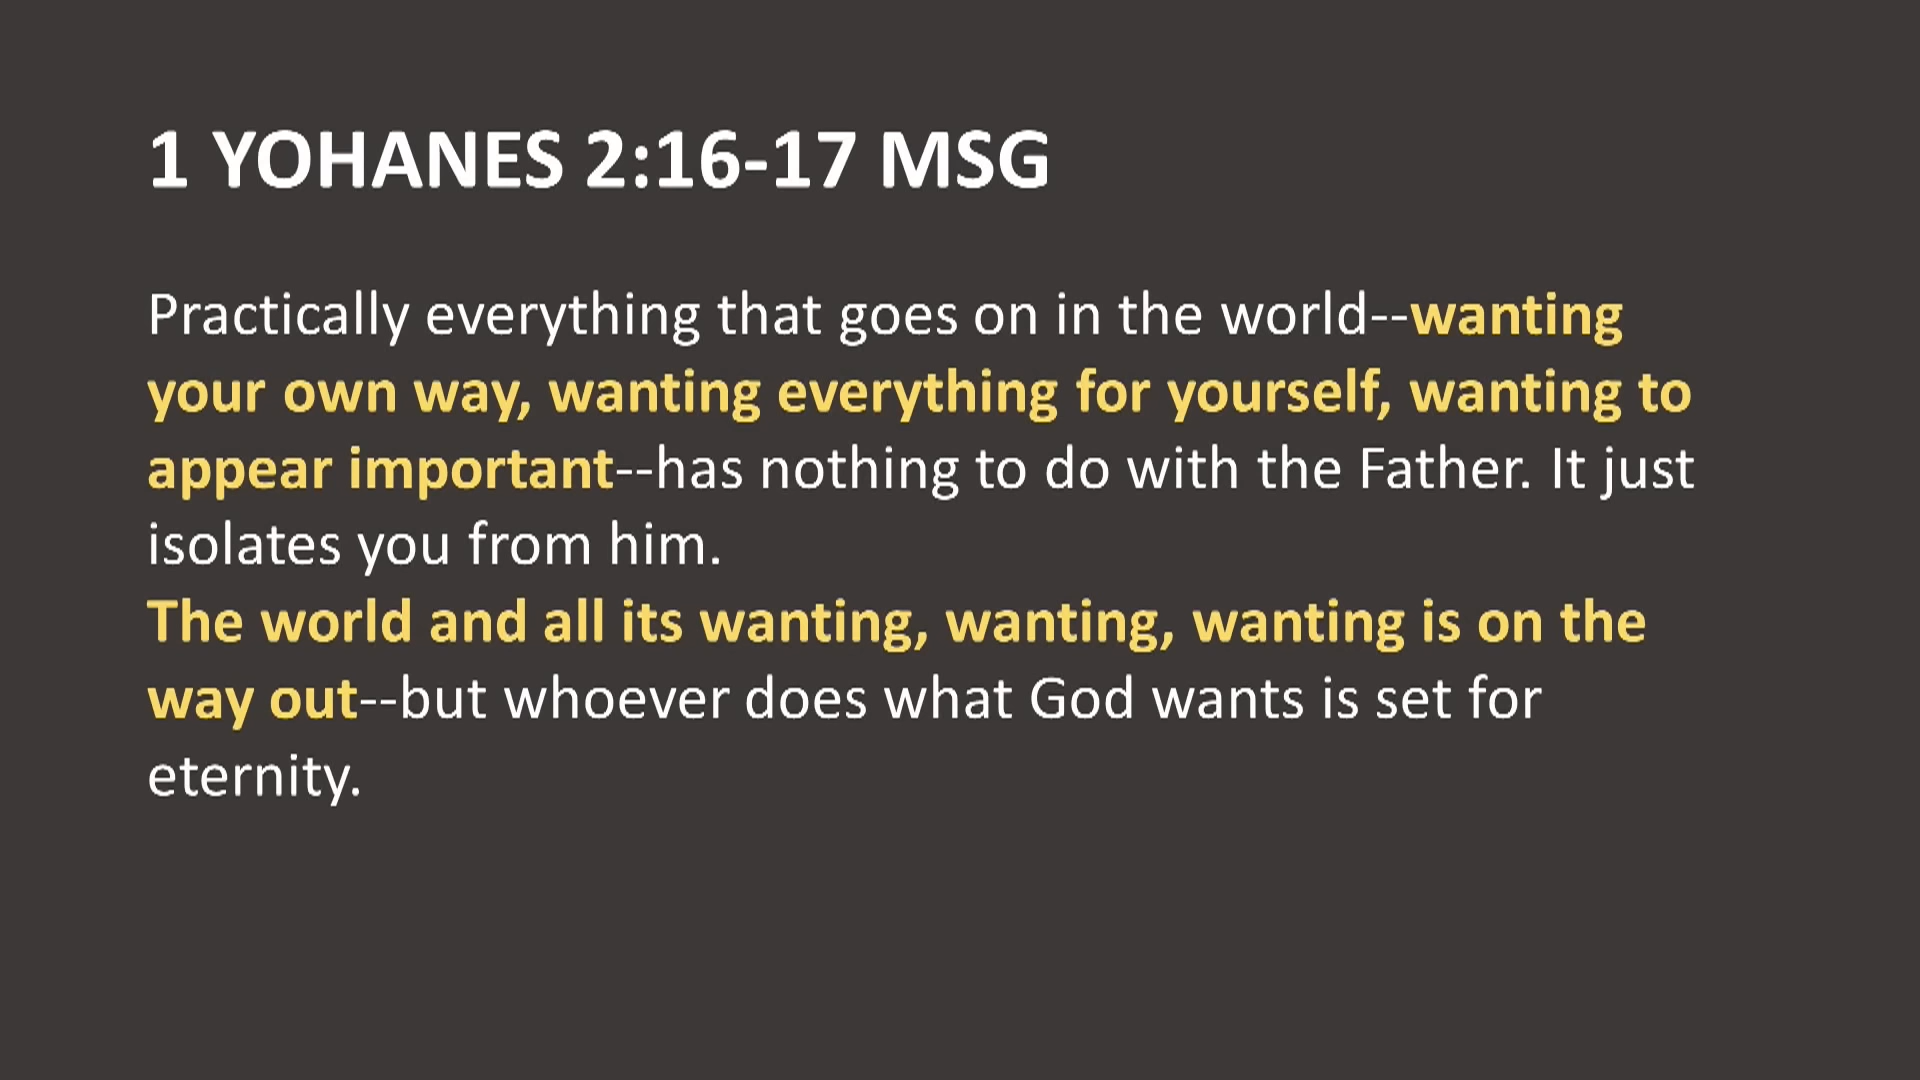 1 YOHANES 2:16-17 MSG
Practically everything that goes on in the world--wanting
your own way, wanting everything for yourself, wanting to
appear important--has nothing to do with the Father. It just
isolates you from him.
The world and all its wanting, wanting, wanting is on the
way out--but whoever does what God wants is set for
eternity.